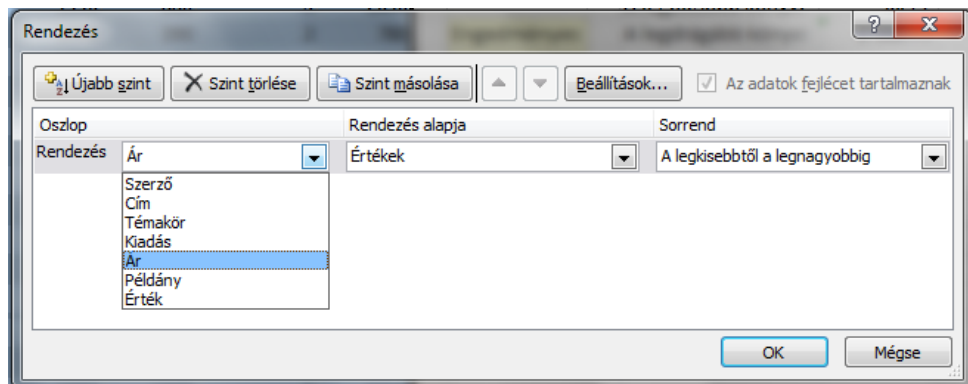 Rendezés
Újabb szint Szint törlése Szint másolása Beállítások... Az adatok fejlécet tartalmaznak
Oszlop Rendezés alapja Sorrend
Rendezés Ár Értékek A legkisebbtől a legnagyobbig
Szerző
Cím
Témakör
Kiadás
Ár
Példány
Érték
OK Mégse